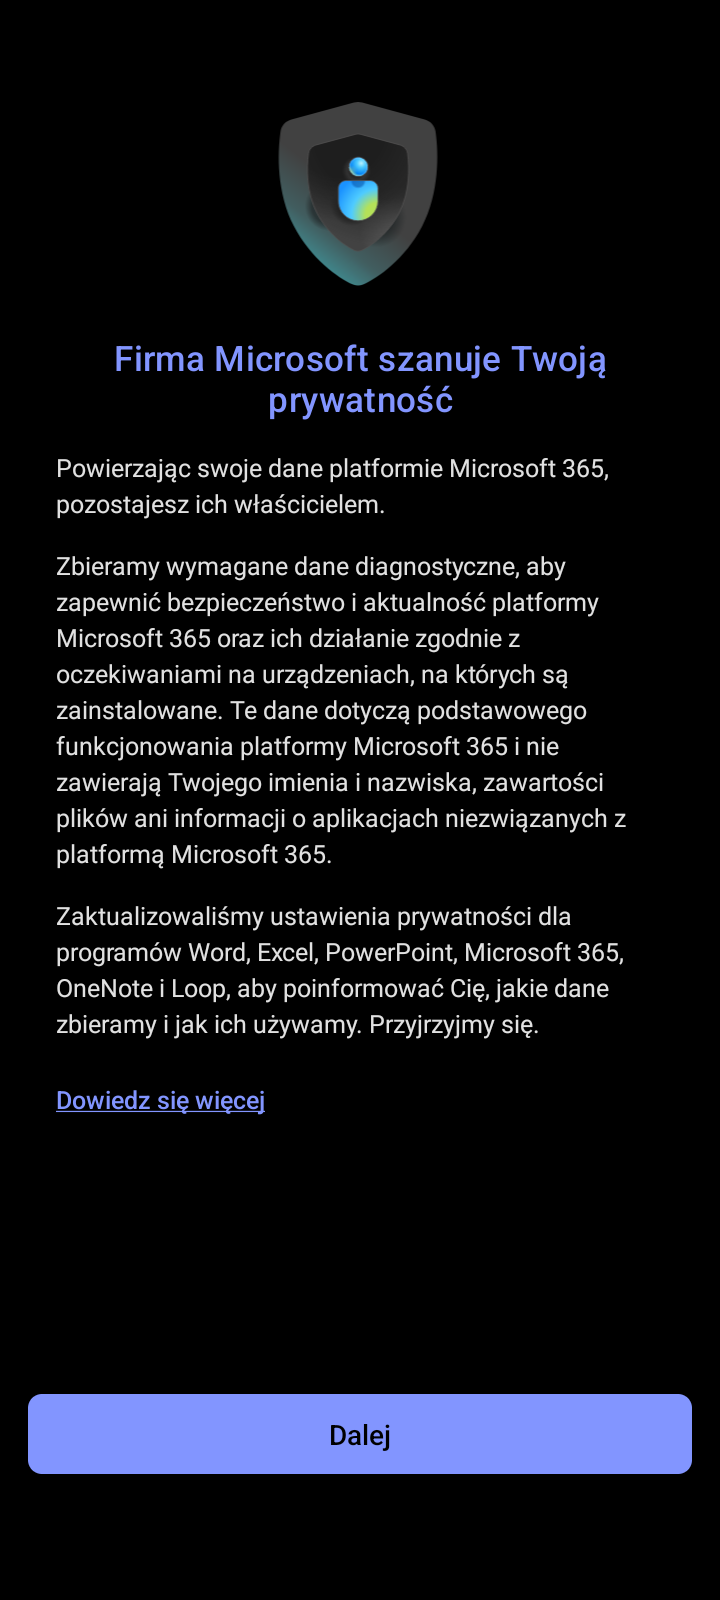 Firma Microsoft szanuje Twoją
prywatność
Powierzając swoje dane platformie Microsoft 365,
pozostajesz ich właścicielem.
Zbieramy wymagane dane diagnostyczne, aby
zapewnić bezpieczeństwo i aktualność platformy
Microsoft 365 oraz ich działanie zgodnie z
oczekiwaniami na urządzeniach, na których są
zainstalowane. Te dane dotyczą podstawowego
funkcjonowania platformy Microsoft 365 i nie
zawierają Twojego imienia i nazwiska, zawartości
plików ani informacji o aplikacjach niezwiązanych z
platformą Microsoft 365.
Zaktualizowaliśmy ustawienia prywatności dla
programów Word, Excel, PowerPoint, Microsoft 365,
OneNote i Loop, aby poinformować Cię, jakie dane
zbieramy i jak ich używamy. Przyjrzyjmy się.
Dowiedz się więcej
Dalej